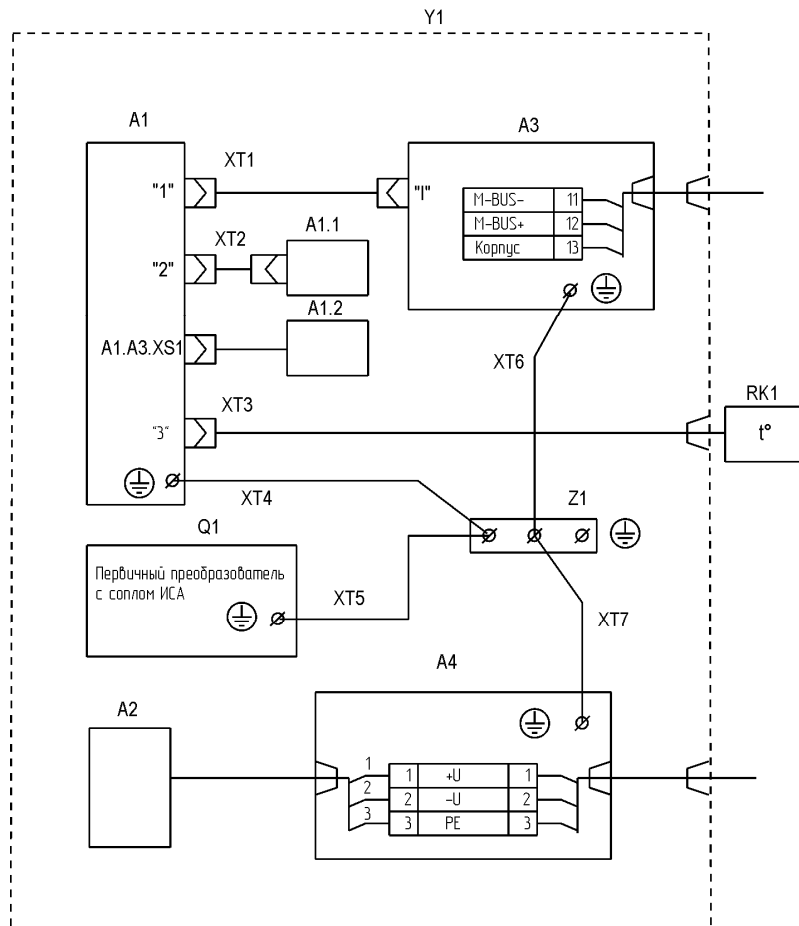 Y1
A1
A3
XT1
"1"
"I"
M-BUS- 11
M-BUS+ 12
Корпус 13
XT2
A1.1
"2"
A1.2
A1.A3.XS1
XT6
RK1
t°
XT3
"3"
XT4
Z1
Q1
Первичный преобразователь
с соплом ИСА
XT5
XT7
A4
A2
1 1 +U 1
2 2 -U 2
3 3 PE 3